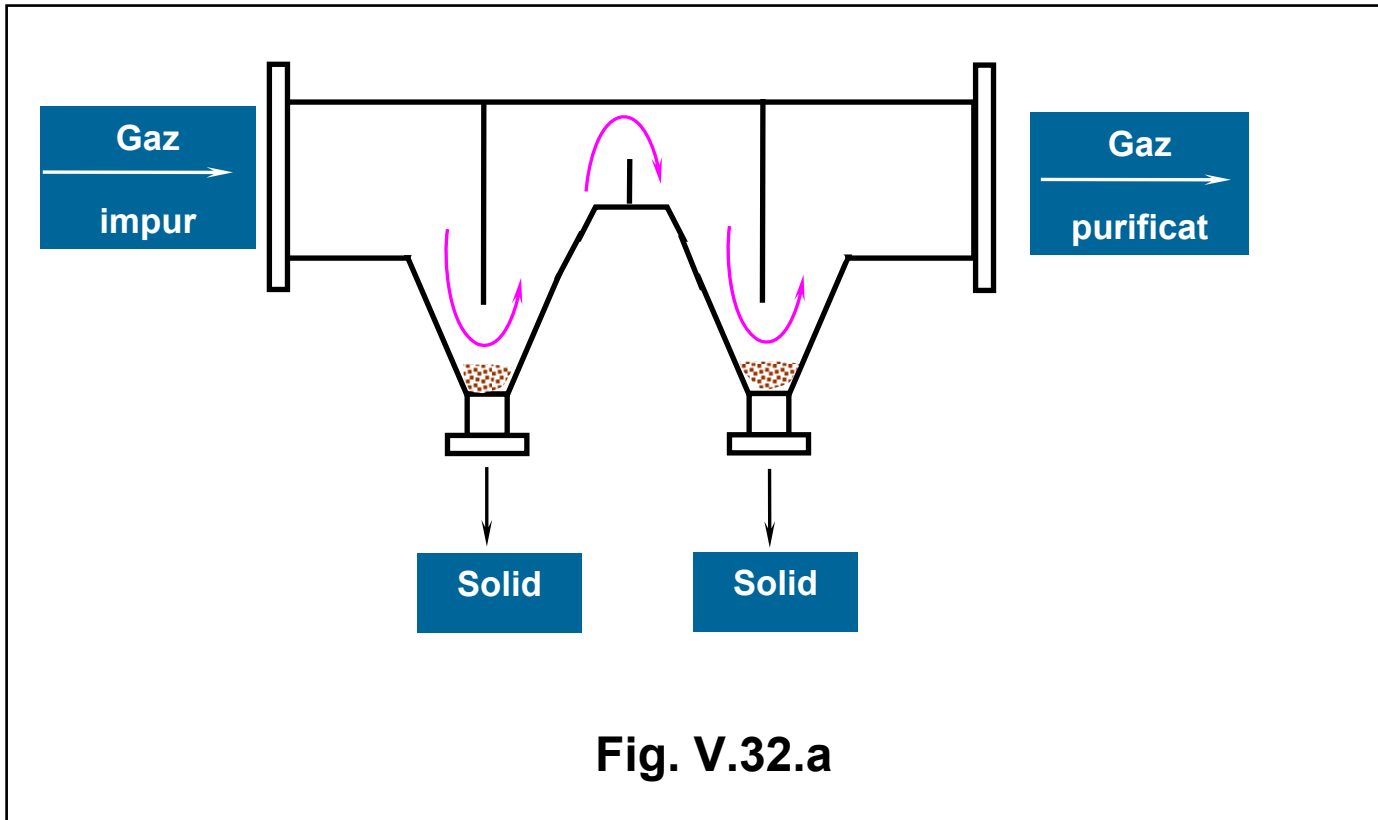 Gaz
impur
Gaz
purificat
Solid
Solid
Fig. V.32.a